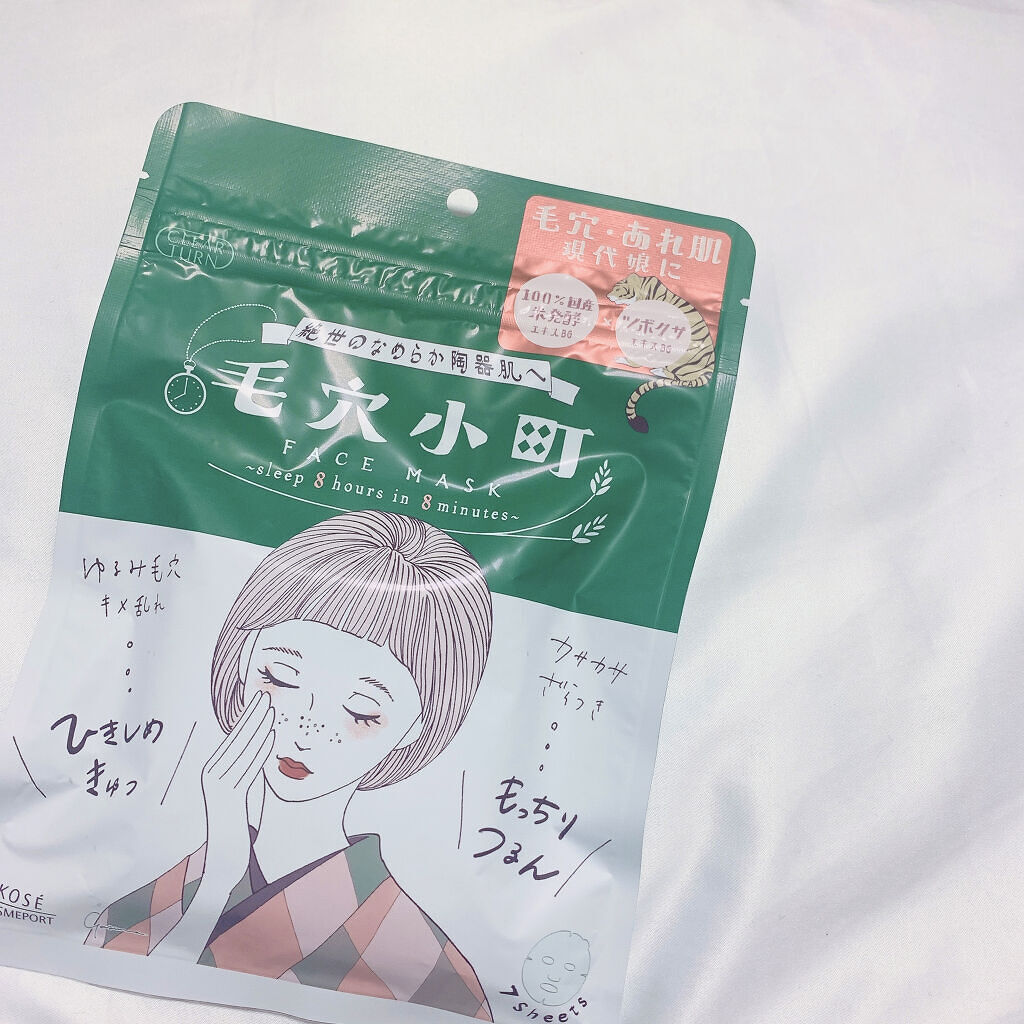 CLEAR
TURN
毛穴・あれ肌
現代娘に
100%国産
米発酵
エキスBG
ツボクサ
エキスBG
CICA
絶世のなめらか陶器肌へ
毛穴小町
FACE MASK
~sleep 8 hours in 8 minutes~
ゆるみ毛穴
キメ乱れ
ひきしめ
きゅっ
カサカサ
ざらつき
もっちり
つるん
KOSÉ
SMEPORT
7 Sheets